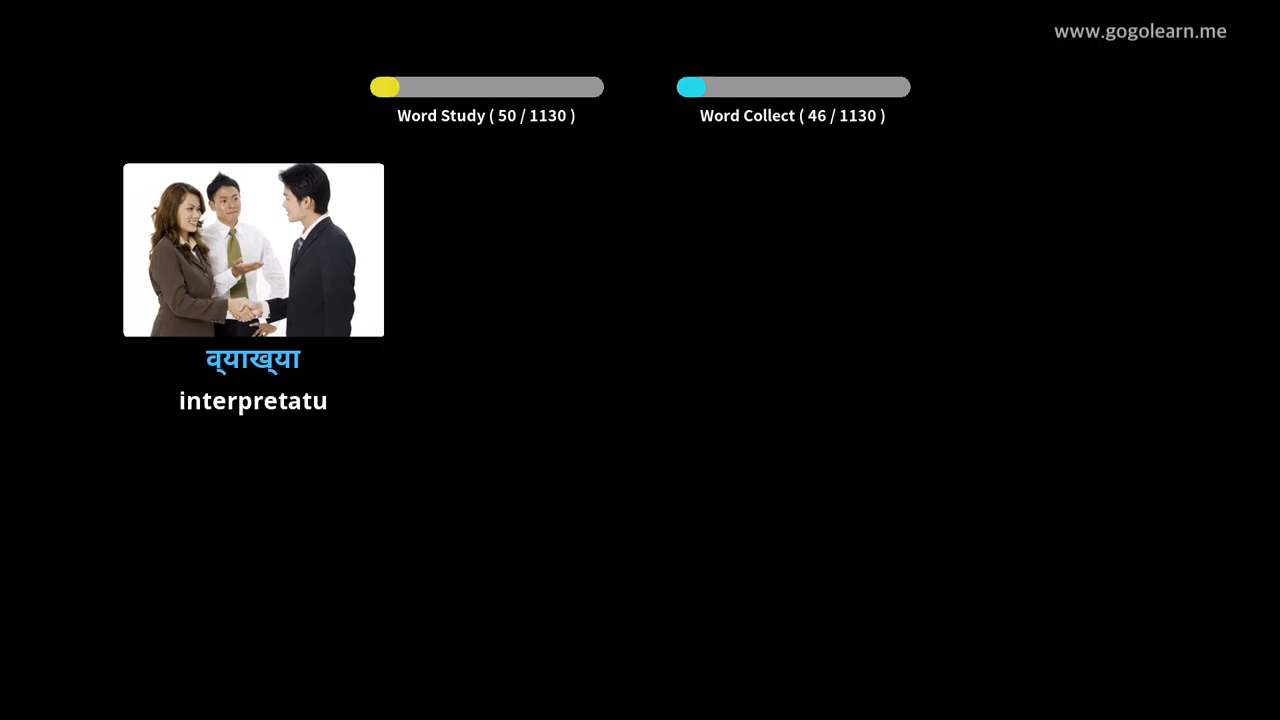 www.gogolearn.me
Word Study ( 50 / 1130 )
Word Collect ( 46 / 1130 )
व्याख्या
interpretatu